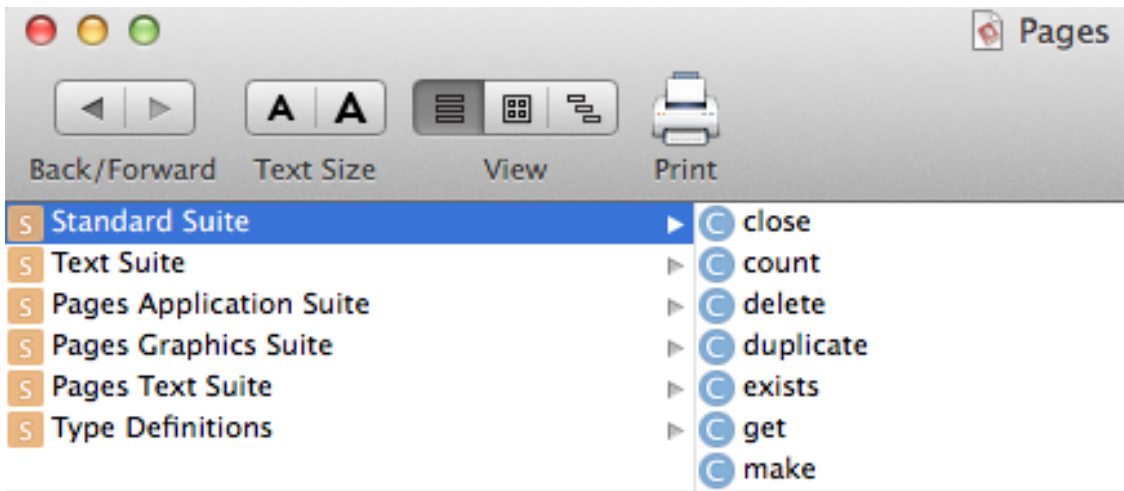 Pages
A A
Back/Forward Text Size View Print
S Standard Suite
S Text Suite
S Pages Application Suite
S Pages Graphics Suite
S Pages Text Suite
S Type Definitions
C close
C count
C delete
C duplicate
C exists
C get
C make